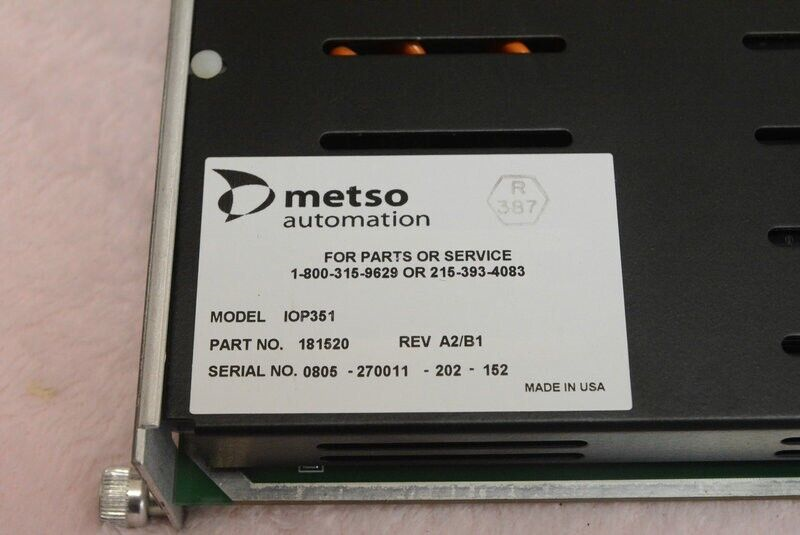 metso
automation
R
387
FOR PARTS OR SERVICE
1-800-315-9629 OR 215-393-4083
MODEL IOP351
PART NO. 181520 REV A2/B1
SERIAL NO. 0805 - 270011 - 202 - 152
MADE IN USA